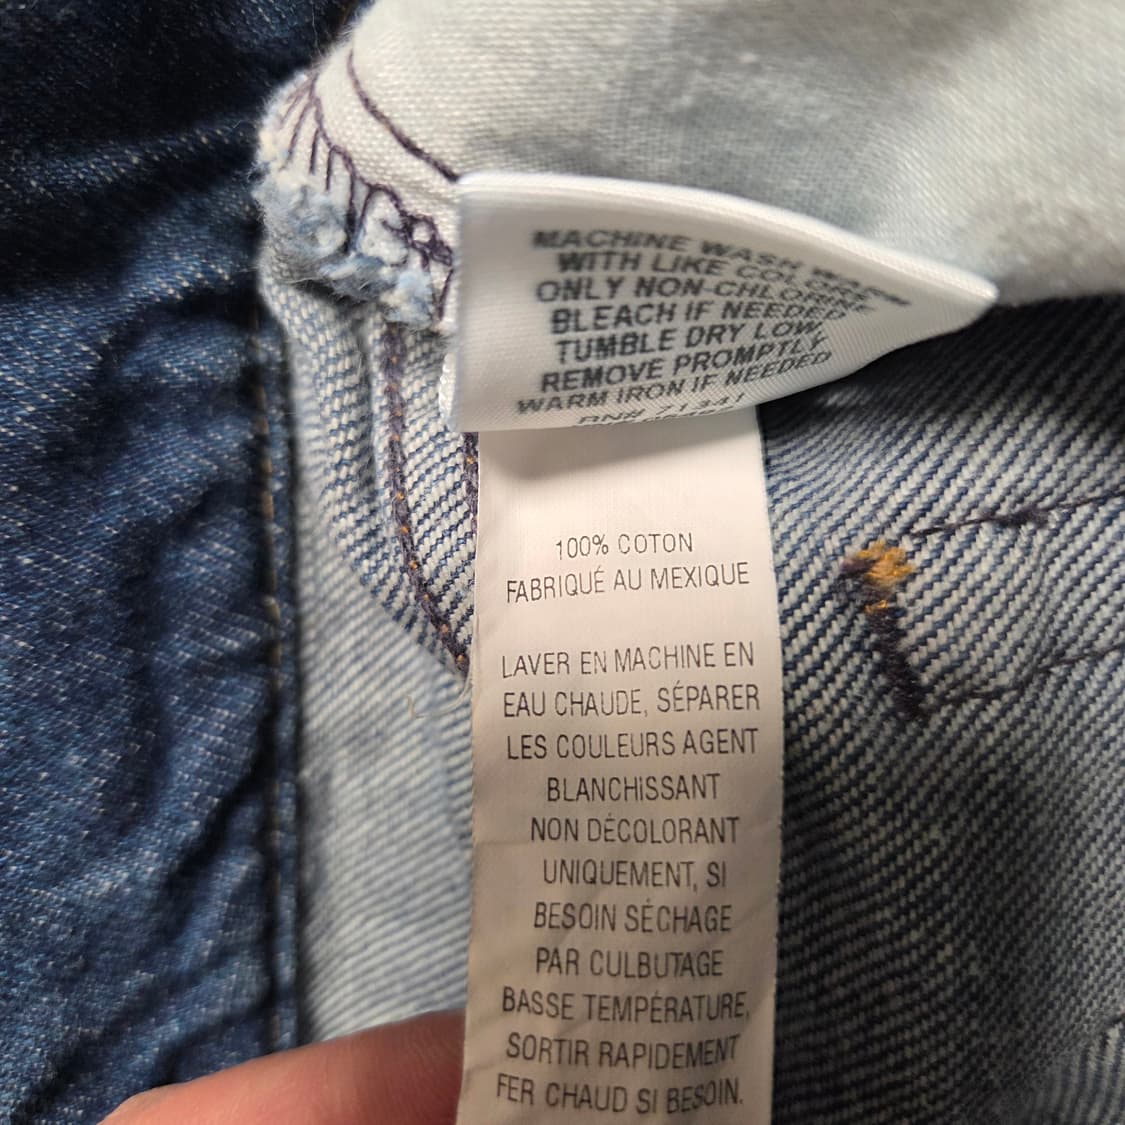 MACHINE WASH WARM
WITH LIKE COLORS
ONLY NON-CHLORINE
BLEACH IF NEEDED
TUMBLE DRY LOW
REMOVE PROMPTLY
WARM IRON IF NEEDED
RN# 71341
100% COTON
FABRIQUÉ AU MEXIQUE
LAVER EN MACHINE EN
EAU CHAUDE, SÉPARER
LES COULEURS AGENT
BLANCHISSANT
NON DÉCOLORANT
UNIQUEMENT, SI
BESOIN SÉCHAGE
PAR CULBUTAGE
BASSE TEMPÉRATURE,
SORTIR RAPIDEMENT
FER CHAUD SI BESOIN.